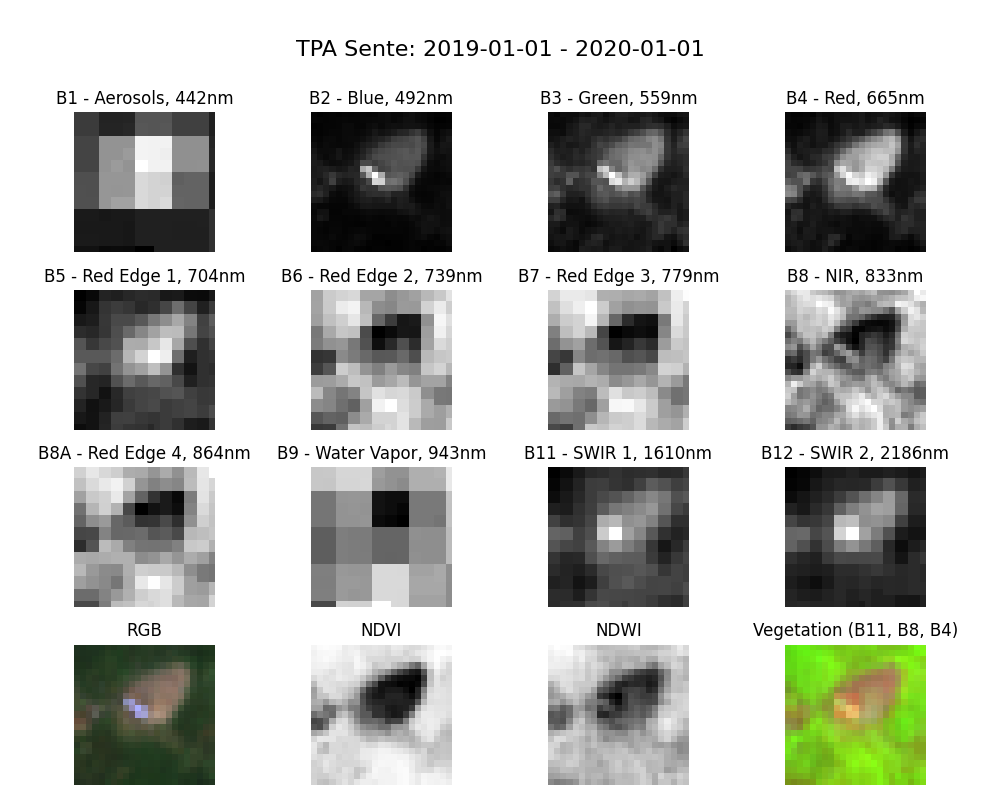 TPA Sente: 2019-01-01 - 2020-01-01
B1 - Aerosols, 442nm
B2 - Blue, 492nm
B3 - Green, 559nm
B4 - Red, 665nm
B5 - Red Edge 1, 704nm
B6 - Red Edge 2, 739nm
B7 - Red Edge 3, 779nm
B8 - NIR, 833nm
B8A - Red Edge 4, 864nm
B9 - Water Vapor, 943nm
B11 - SWIR 1, 1610nm
B12 - SWIR 2, 2186nm
RGB
NDVI
NDWI
Vegetation (B11, B8, B4)